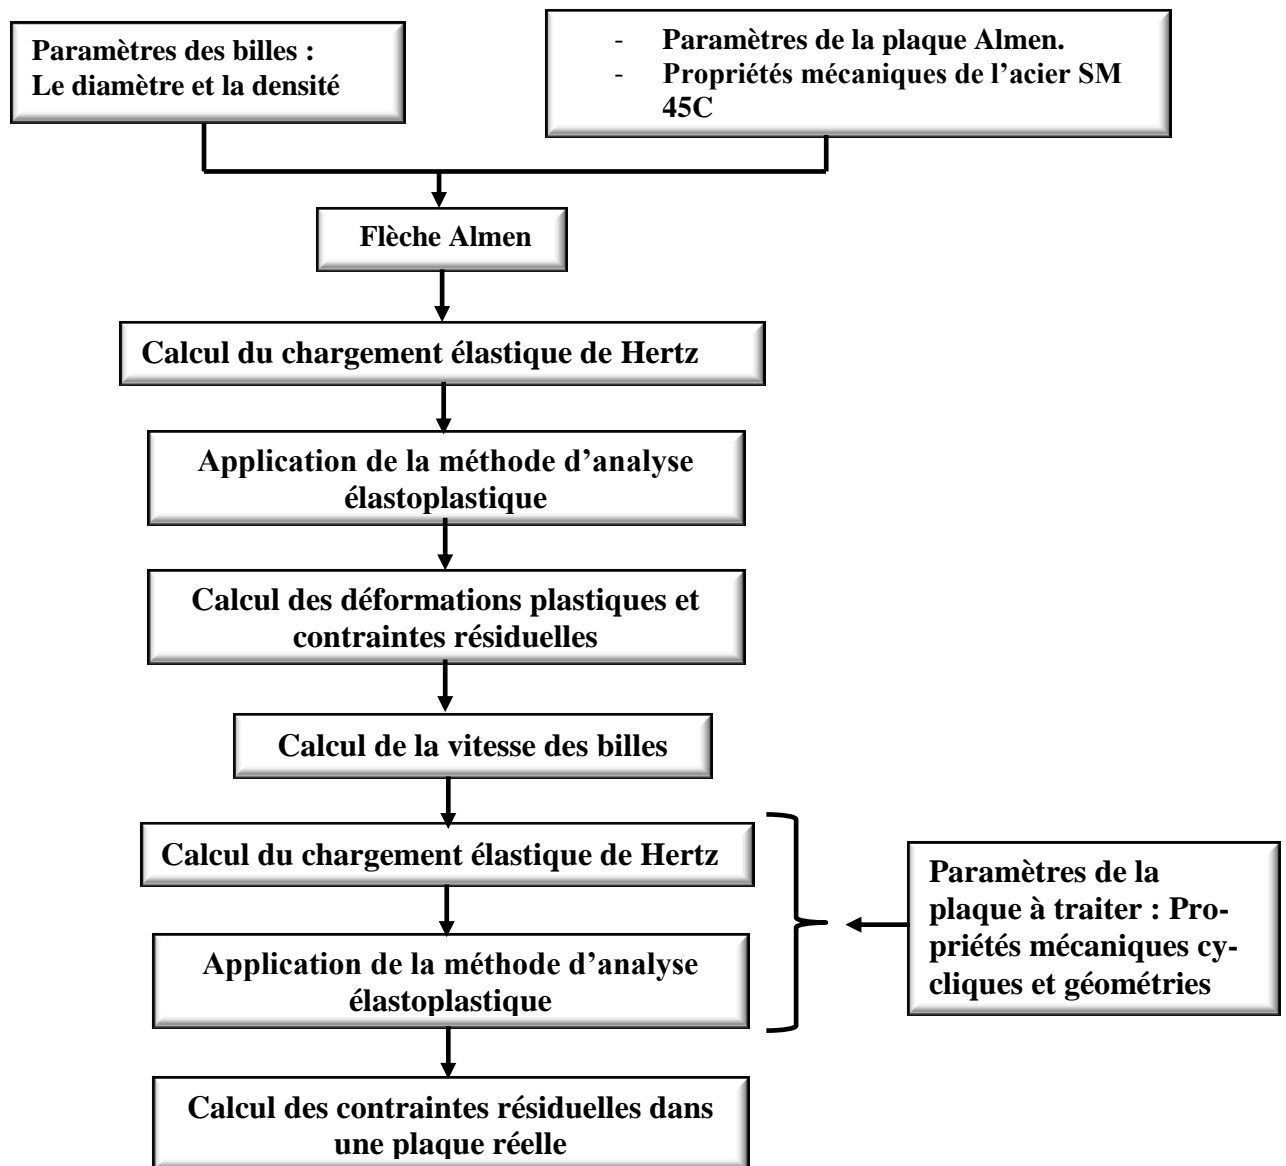 Paramètres des billes :
Le diamètre et la densité
- Paramètres de la plaque Almen.
- Propriétés mécaniques de l’acier SM
45C
Flèche Almen
Calcul du chargement élastique de Hertz
Application de la méthode d’analyse
élastoplastique
Calcul des déformations plastiques et
contraintes résiduelles
Calcul de la vitesse des billes
Calcul du chargement élastique de Hertz
Application de la méthode d’analyse
élastoplastique
Paramètres de la
plaque à traiter : Pro-
priétés mécaniques cy-
cliques et géométries
Calcul des contraintes résiduelles dans
une plaque réelle